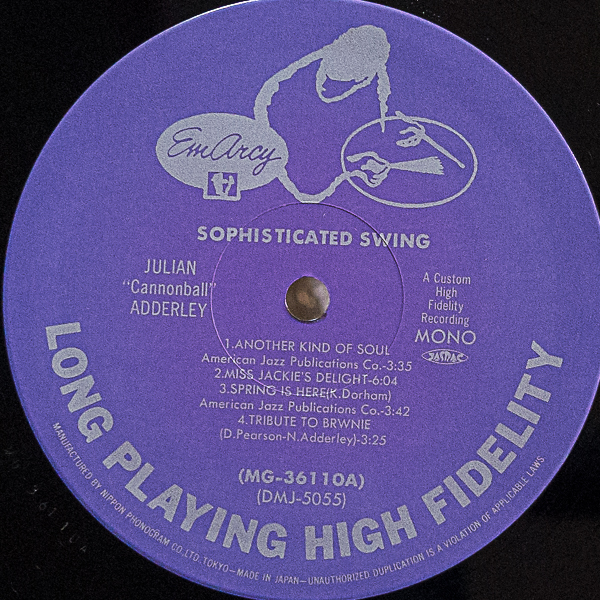 EmArcy
SOPHISTICATED SWING
JULIAN
"Cannonball"
ADDERLEY
A Custom
High
Fidelity
Recording
MONO
JASRAC
1.ANOTHER KIND OF SOUL
American Jazz Publications Co.-3:35
2.MISS JACKIE'S DELIGHT-6:04
3.SPRING IS HERE(K.Dorham)
American Jazz Publications Co.-3:42
4.TRIBUTE TO BRWNIE
(D.Pearson-N.Adderley)-3:25
(MG-36110A)
(DMJ-5055)
LONG PLAYING HIGH FIDELITY
MANUFACTURED BY NIPPON PHONOGRAM CO.,LTD. TOKYO-MADE IN JAPAN-UNAUTHORIZED DUPLICATION IS A VIOLATION OF APPLICABLE LAWS